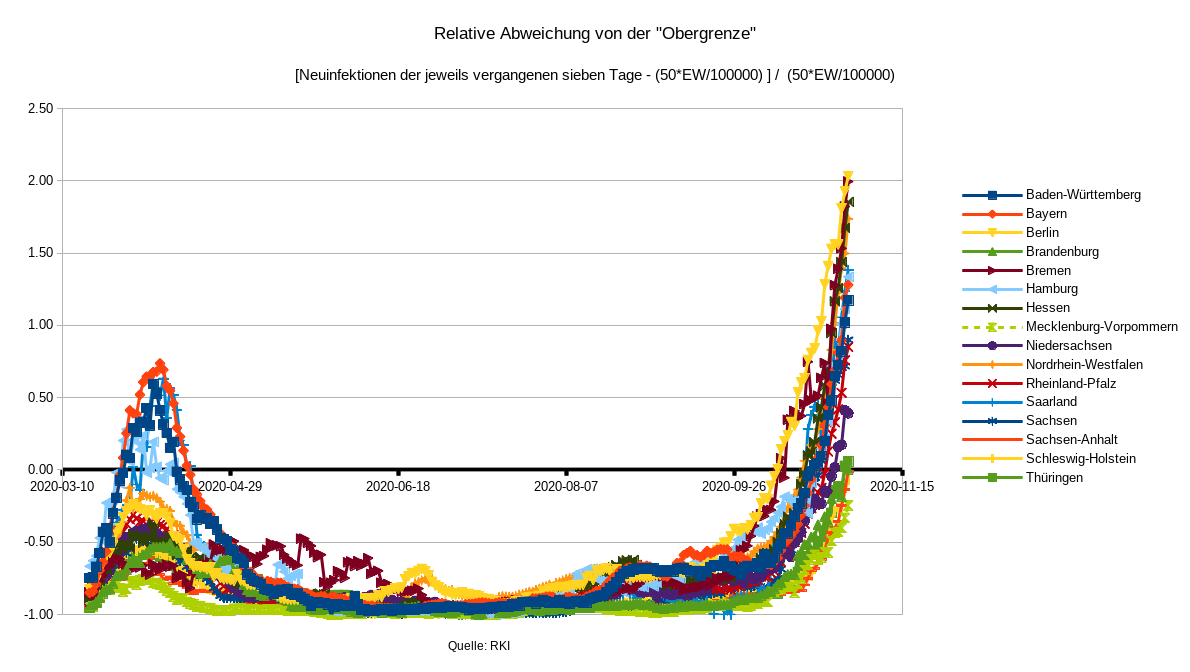 Relative Abweichung von der "Obergrenze"
[Neuinfektionen der jeweils vergangenen sieben Tage - (50*EW/100000) ] / (50*EW/100000)
2.50
2.00
1.50
1.00
0.50
0.00
-0.50
-1.00
2020-03-10
2020-04-29
2020-06-18
2020-08-07
2020-09-26
2020-11-15
Baden-Württemberg
Bayern
Berlin
Brandenburg
Bremen
Hamburg
Hessen
Mecklenburg-Vorpommern
Niedersachsen
Nordrhein-Westfalen
Rheinland-Pfalz
Saarland
Sachsen
Sachsen-Anhalt
Schleswig-Holstein
Thüringen
Quelle: RKI